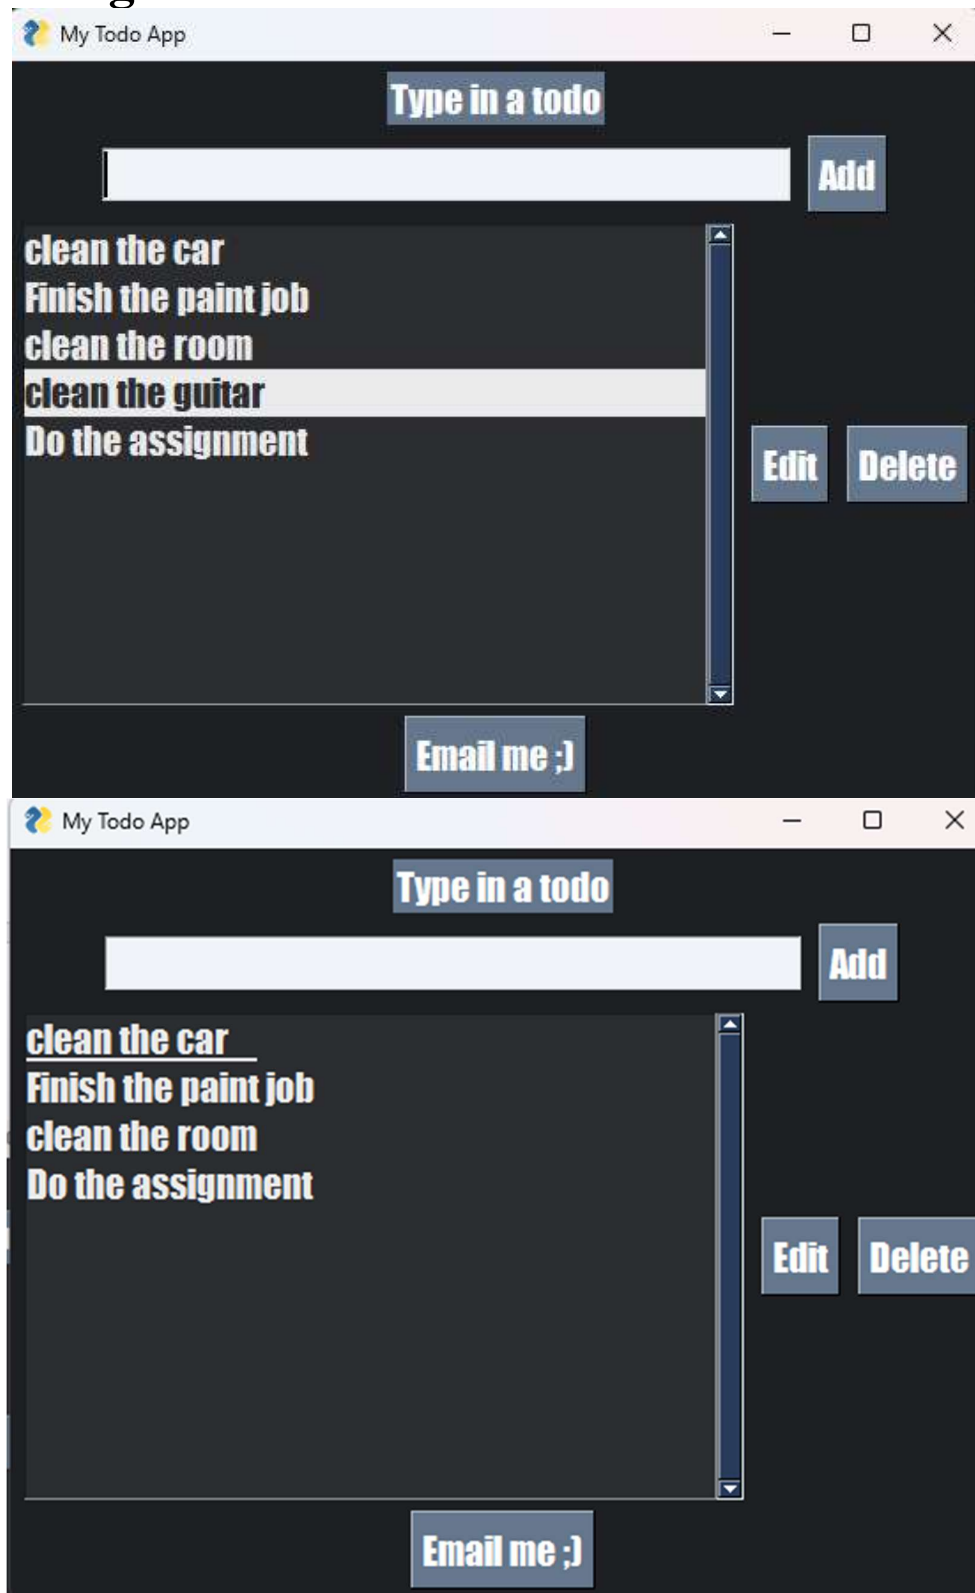 My Todo App
Type in a todo
Add
clean the car
Finish the paint job
clean the room
clean the guitar
Do the assignment
Edit Delete
Email me ;)
My Todo App
Type in a todo
Add
clean the car
Finish the paint job
clean the room
Do the assignment
Edit Delete
Email me ;)